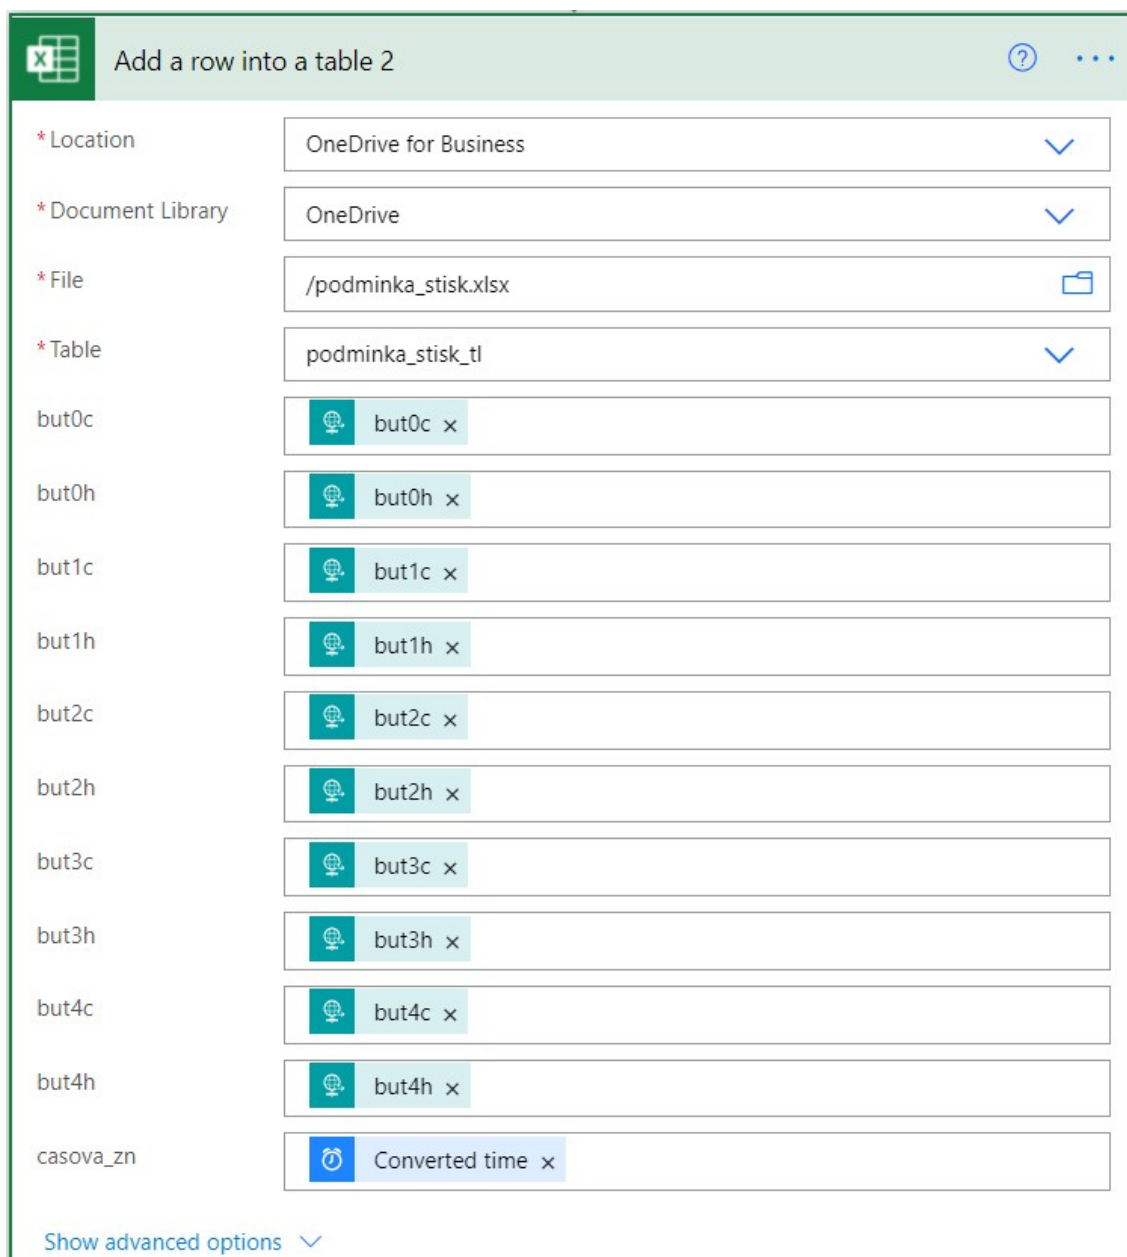 Add a row into a table 2
* Location OneDrive for Business
* Document Library OneDrive
* File /podminka_stisk.xlsx
* Table podminka_stisk_tl
but0c but0c ×
but0h but0h ×
but1c but1c ×
but1h but1h ×
but2c but2c ×
but2h but2h ×
but3c but3c ×
but3h but3h ×
but4c but4c ×
but4h but4h ×
casova_zn Converted time ×
Show advanced options